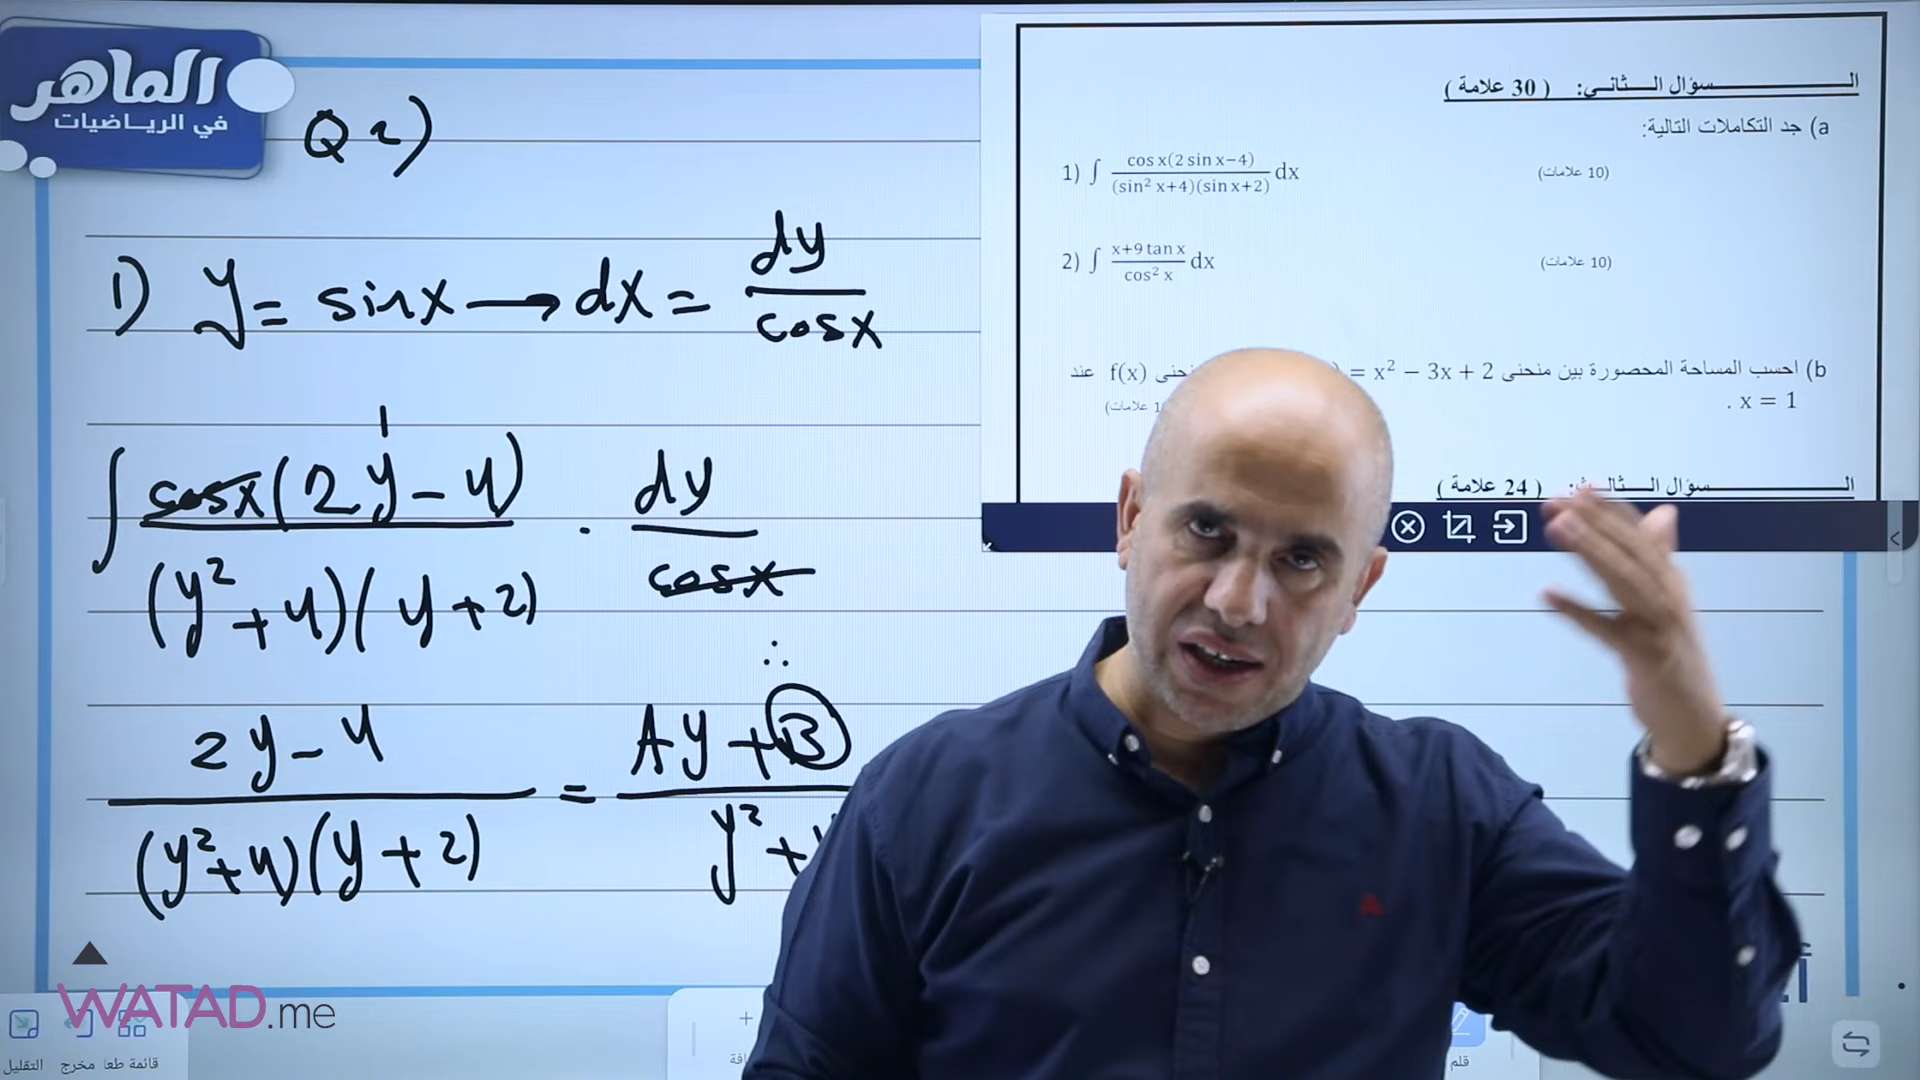 الماهر
في الرياضيات
Q 2)
1) y = sinx → dx = dy / cosx
∫ cosx(2y - 4) / (y² + 4)(y + 2) · dy / cosx
∴
2y - 4 / (y² + 4)(y + 2) = Ay + B / y² +
السؤال الثاني: ( 30 علامة )
a) جد التكاملات التالية:
1) ∫ cos x(2 sin x−4) / (sin² x+4)(sin x+2) dx (10 علامات)
2) ∫ x+9 tan x / cos² x dx (10 علامات)
b) احسب المساحة المحصورة بين منحنى = x² − 3x + 2 f(x) عند
x = 1 .
السؤال الثالث: ( 24 علامة )
WATAD.me
التقليل
مخرج
قائمة طعا
قلم